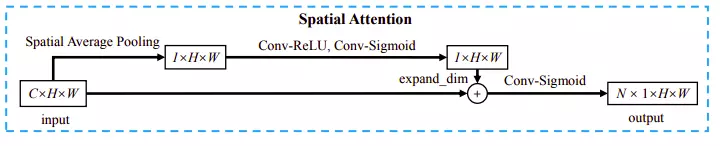 Spatial Attention
Spatial Average Pooling
1×H×W
Conv-ReLU, Conv-Sigmoid
1×H×W
expand_dim
Conv-Sigmoid
C×H×W
+
N × 1×H×W
input
output